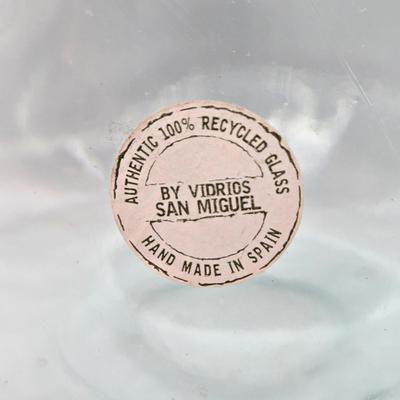 AUTHENTIC 100% RECYCLED GLASS
BY VIDRIOS
SAN MIGUEL
HAND MADE IN SPAIN